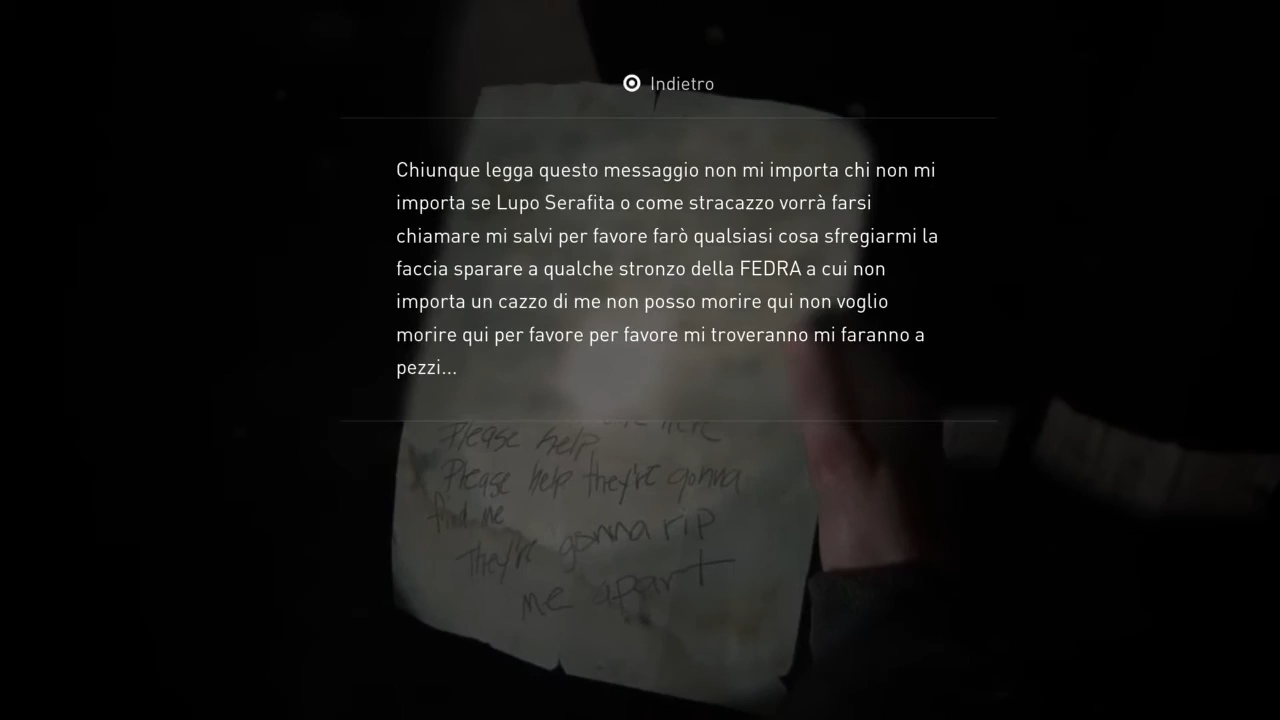 Indietro
Chiunque legga questo messaggio non mi importa chi non mi
importa se Lupo Serafita o come stracazzo vorrà farsi
chiamare mi salvi per favore farò qualsiasi cosa sfregiarmi la
faccia sparare a qualche stronzo della FEDRA a cui non
importa un cazzo di me non posso morire qui non voglio
morire qui per favore per favore mi troveranno mi faranno a
pezzi...
Please help
Please help they're gonna
find me
They're gonna rip
me apart